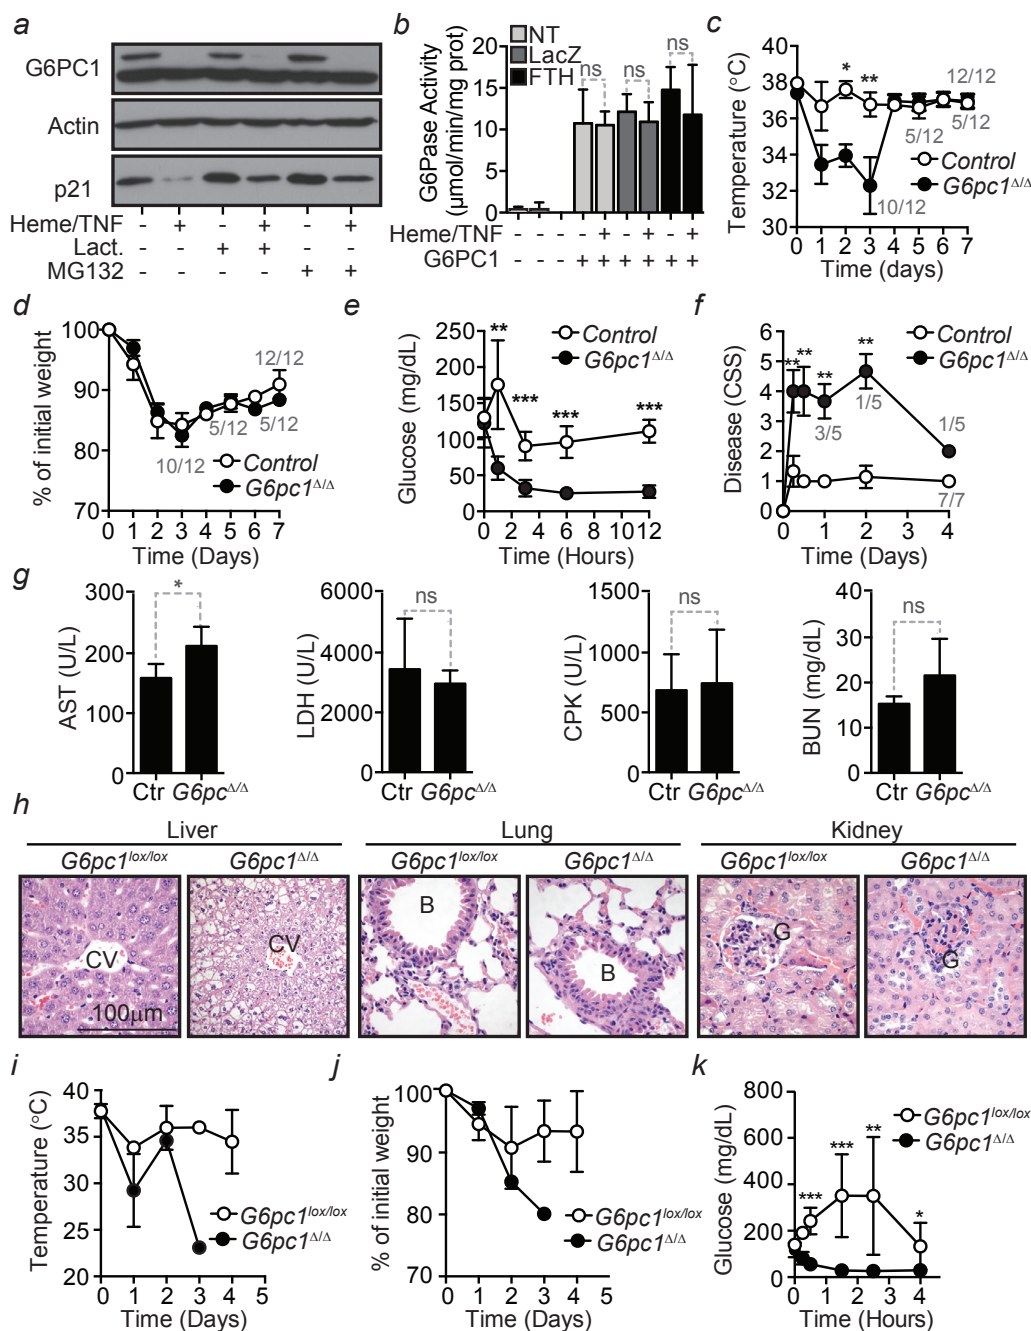 a
G6PC1
Actin
p21
Heme/TNF - + - + - +
Lact. - - + + - -
MG132 - - - - + +
b
NT
LacZ
FTH
G6Pase Activity
(μmol/min/mg prot)
20
15
10
5
0
ns
ns
ns
Heme/TNF - - - - + - + - +
G6PC1 - - - + + + + + +
c
Temperature (°C)
38
36
34
32
30
* **
12/12
5/12
5/12
10/12
Control
G6pc1Δ/Δ
0 1 2 3 4 5 6 7
Time (days)
d
% of initial weight
100
90
80
70
12/12
5/12
5/12
10/12
Control
G6pc1Δ/Δ
0 1 2 3 4 5 6 7
Time (Days)
e
Glucose (mg/dL)
250
200
150
100
50
0
** *** *** ***
Control
G6pc1Δ/Δ
0 2 4 6 8 10 12
Time (Hours)
f
Disease (CSS)
6
5
4
3
2
1
0
** ** ** **
3/5
1/5
1/5
7/7
Control
G6pc1Δ/Δ
0 1 2 3 4
Time (Days)
g
AST (U/L)
300
200
100
0
*
Ctr G6pcΔ/Δ
LDH (U/L)
6000
4000
2000
0
ns
Ctr G6pcΔ/Δ
CPK (U/L)
1500
1000
500
0
ns
Ctr G6pcΔ/Δ
BUN (mg/dL)
40
30
20
10
0
ns
Ctr G6pcΔ/Δ
h
Liver Lung Kidney
G6pc1lox/lox G6pc1Δ/Δ G6pc1lox/lox G6pc1Δ/Δ G6pc1lox/lox G6pc1Δ/Δ
CV
100μm
CV
B
B
G
G
i
Temperature (°C)
40
35
30
25
20
G6pc1lox/lox
G6pc1Δ/Δ
0 1 2 3 4 5
Time (Days)
j
% of initial weight
100
90
80
70
G6pc1lox/lox
G6pc1Δ/Δ
0 1 2 3 4 5
Time (Days)
k
Glucose (mg/dL)
800
600
400
200
0
*** *** ** *
G6pc1lox/lox
G6pc1Δ/Δ
0 1 2 3 4
Time (Hours)